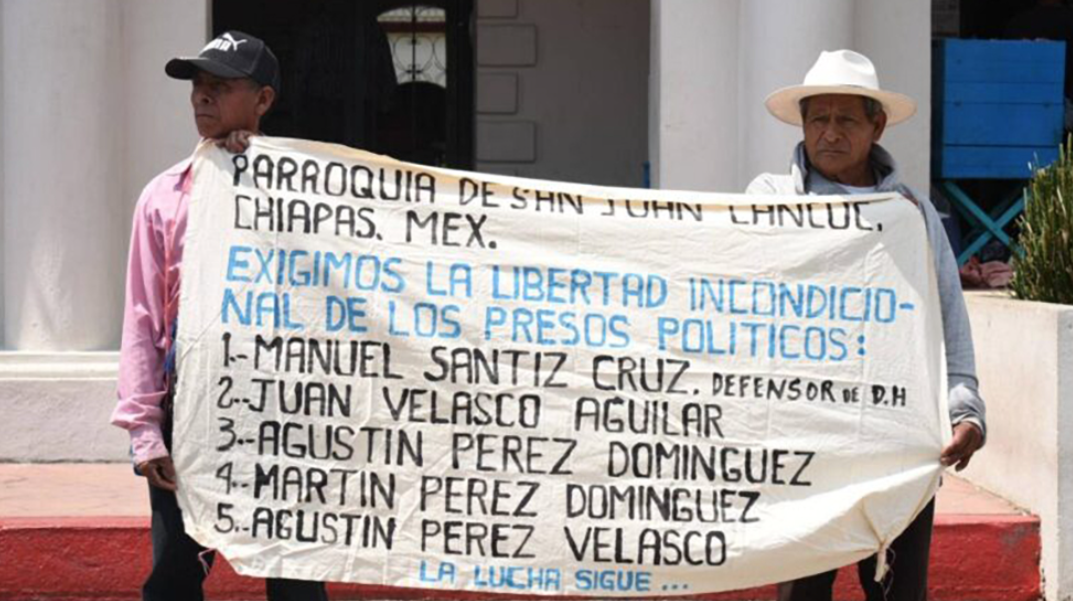 PARROQUIA DE SAN JUAN CANCUC,
CHIAPAS, MEX.
EXIGIMOS LA LIBERTAD INCONDICIO-
NAL DE LOS PRESOS POLITICOS:
1.-MANUEL SANTIZ CRUZ. DEFENSOR DE D.H
2.-JUAN VELASCO AGUILAR
3.-AGUSTIN PEREZ DOMINGUEZ
4.-MARTIN PEREZ DOMINGUEZ
5.-AGUSTIN PEREZ VELASCO
LA LUCHA SIGUE...